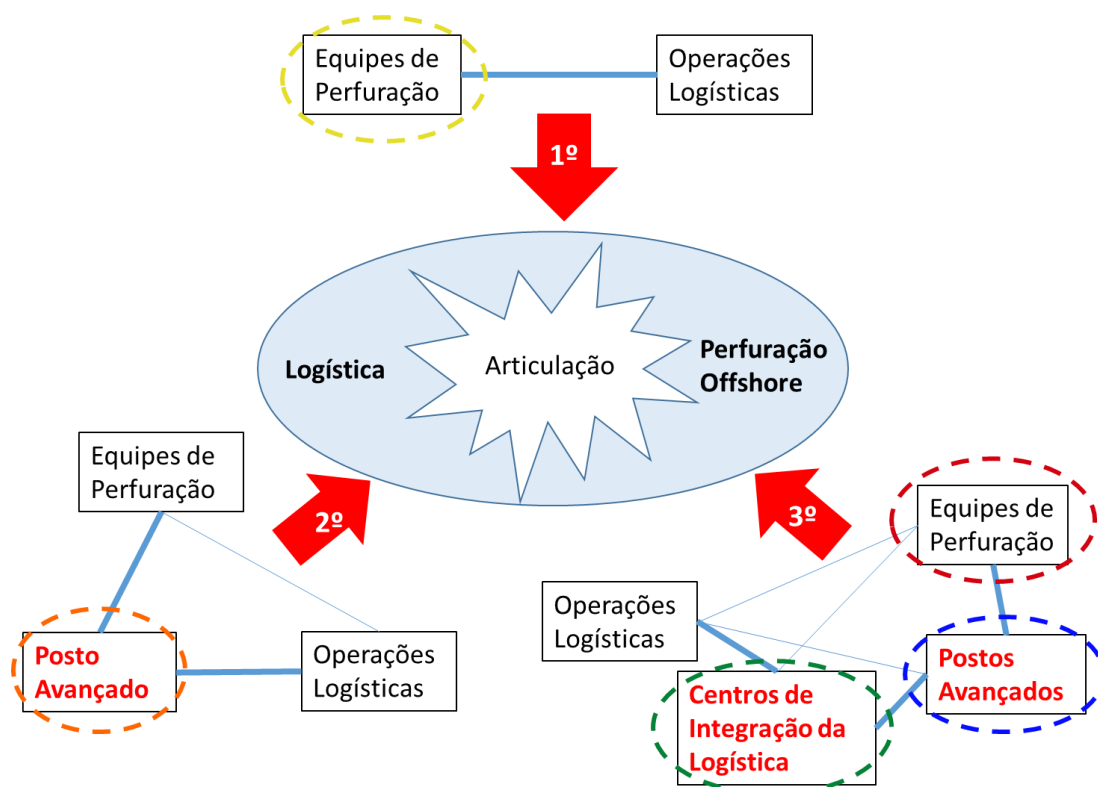 Equipes de
Perfuração
Operações
Logísticas
1º
Logística
Articulação
Perfuração
Offshore
Equipes de
Perfuração
2º
Posto
Avançado
Operações
Logísticas
3º
Equipes de
Perfuração
Operações
Logísticas
Postos
Avançados
Centros de
Integração da
Logística